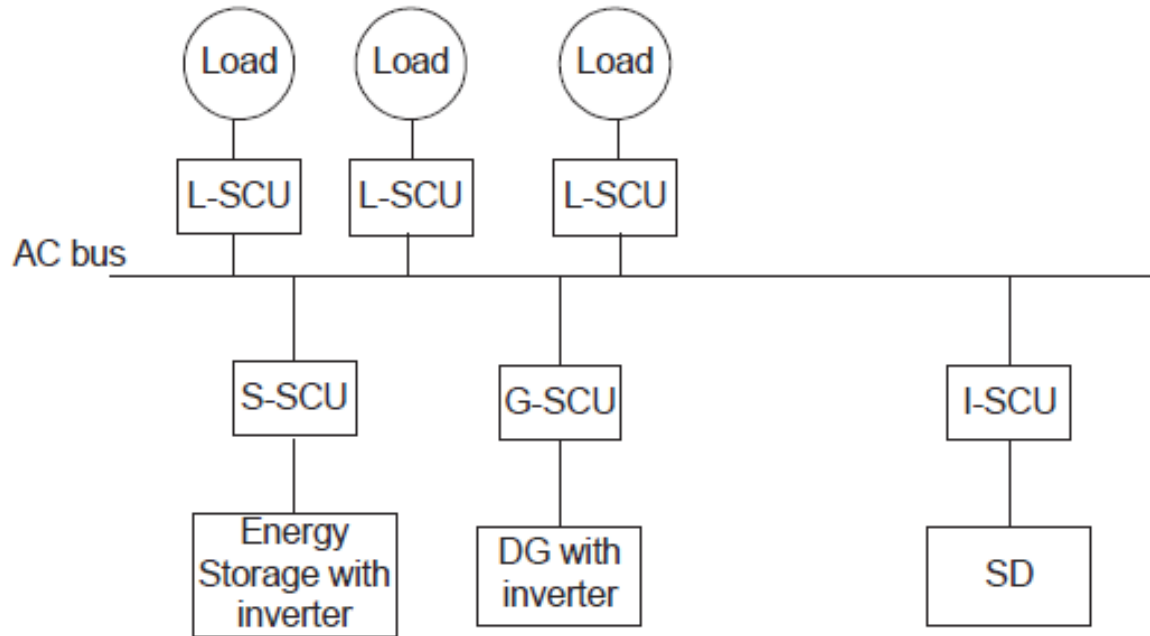 Load
Load
Load
L-SCU
L-SCU
L-SCU
AC bus
S-SCU
G-SCU
I-SCU
Energy
Storage with
inverter
DG with
inverter
SD